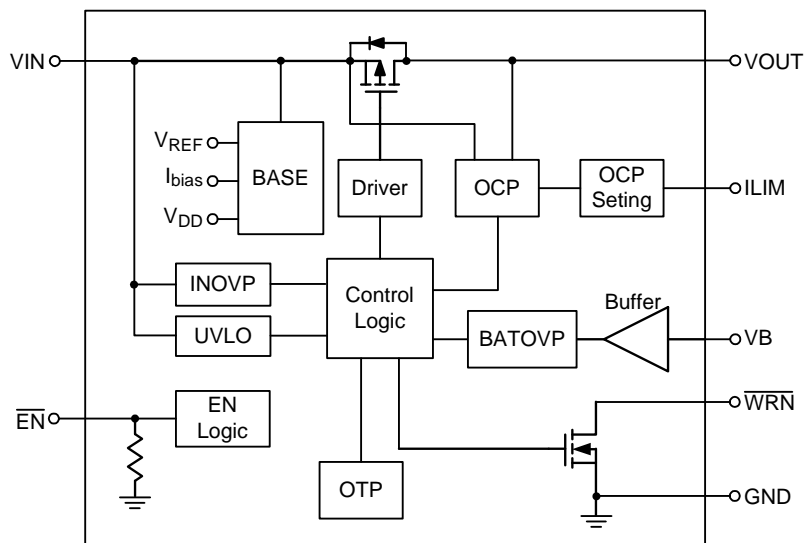 VIN
VOUT
VREF
Ibias
VDD
BASE
Driver
OCP
OCP
Seting
ILIM
INOVP
Control
Logic
Buffer
UVLO
BATOVP
VB
EN
EN
Logic
WRN
OTP
GND